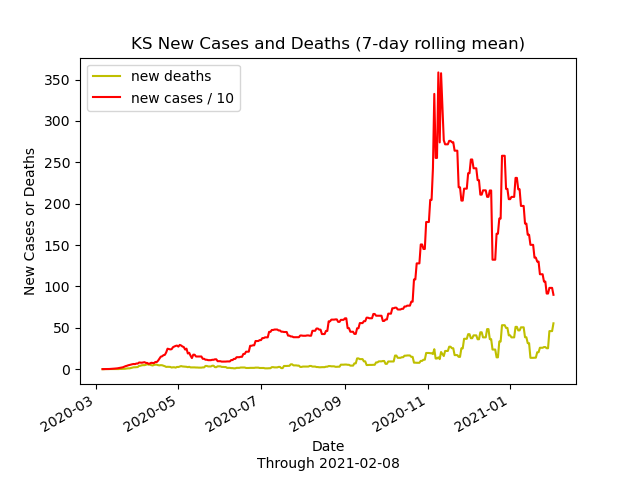 KS New Cases and Deaths (7-day rolling mean)
new deaths
new cases / 10
New Cases or Deaths
350
300
250
200
150
100
50
0
2020-03
2020-05
2020-07
2020-09
2020-11
2021-01
Date
Through 2021-02-08